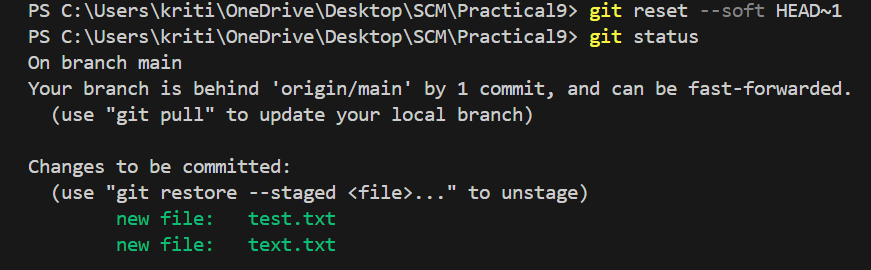 PS C:\Users\kriti\OneDrive\Desktop\SCM\Practical9> git reset --soft HEAD~1
PS C:\Users\kriti\OneDrive\Desktop\SCM\Practical9> git status
On branch main
Your branch is behind 'origin/main' by 1 commit, and can be fast-forwarded.
  (use "git pull" to update your local branch)

Changes to be committed:
  (use "git restore --staged <file>..." to unstage)
        new file:   test.txt
        new file:   text.txt